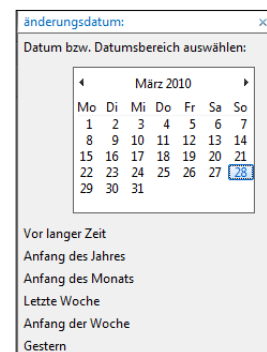 änderungsdatum: ×
Datum bzw. Datumsbereich auswählen:
März 2010
Mo Di Mi Do Fr Sa So
1 2 3 4 5 6 7
8 9 10 11 12 13 14
15 16 17 18 19 20 21
22 23 24 25 26 27 28
29 30 31
Vor langer Zeit
Anfang des Jahres
Anfang des Monats
Letzte Woche
Anfang der Woche
Gestern